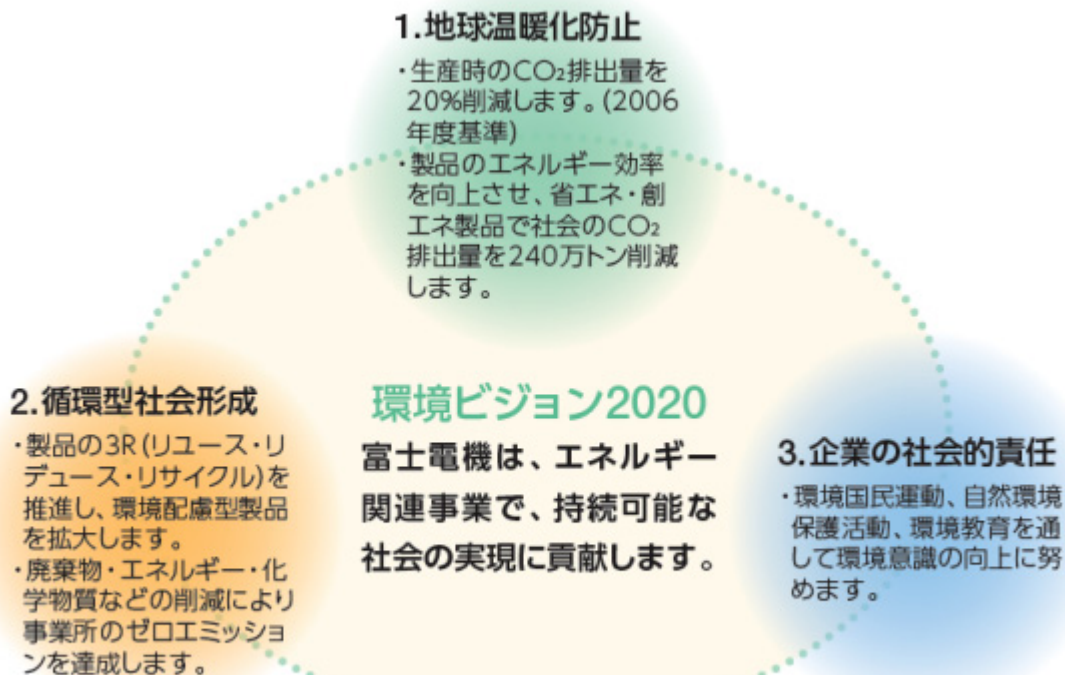 1.地球温暖化防止
・生産時のCO₂排出量を
20%削減します。(2006
年度基準)
・製品のエネルギー効率
を向上させ、省エネ・創
エネ製品で社会のCO₂
排出量を240万トン削減
します。
2.循環型社会形成
・製品の3R(リユース・リ
デュース・リサイクル)を
推進し、環境配慮型製品
を拡大します。
・廃棄物・エネルギー・化
学物質などの削減により
事業所のゼロエミッショ
ンを達成します。
環境ビジョン2020
富士電機は、エネルギー
関連事業で、持続可能な
社会の実現に貢献します。
3.企業の社会的責任
・環境国民運動、自然環境
保護活動、環境教育を通
して環境意識の向上に努
めます。